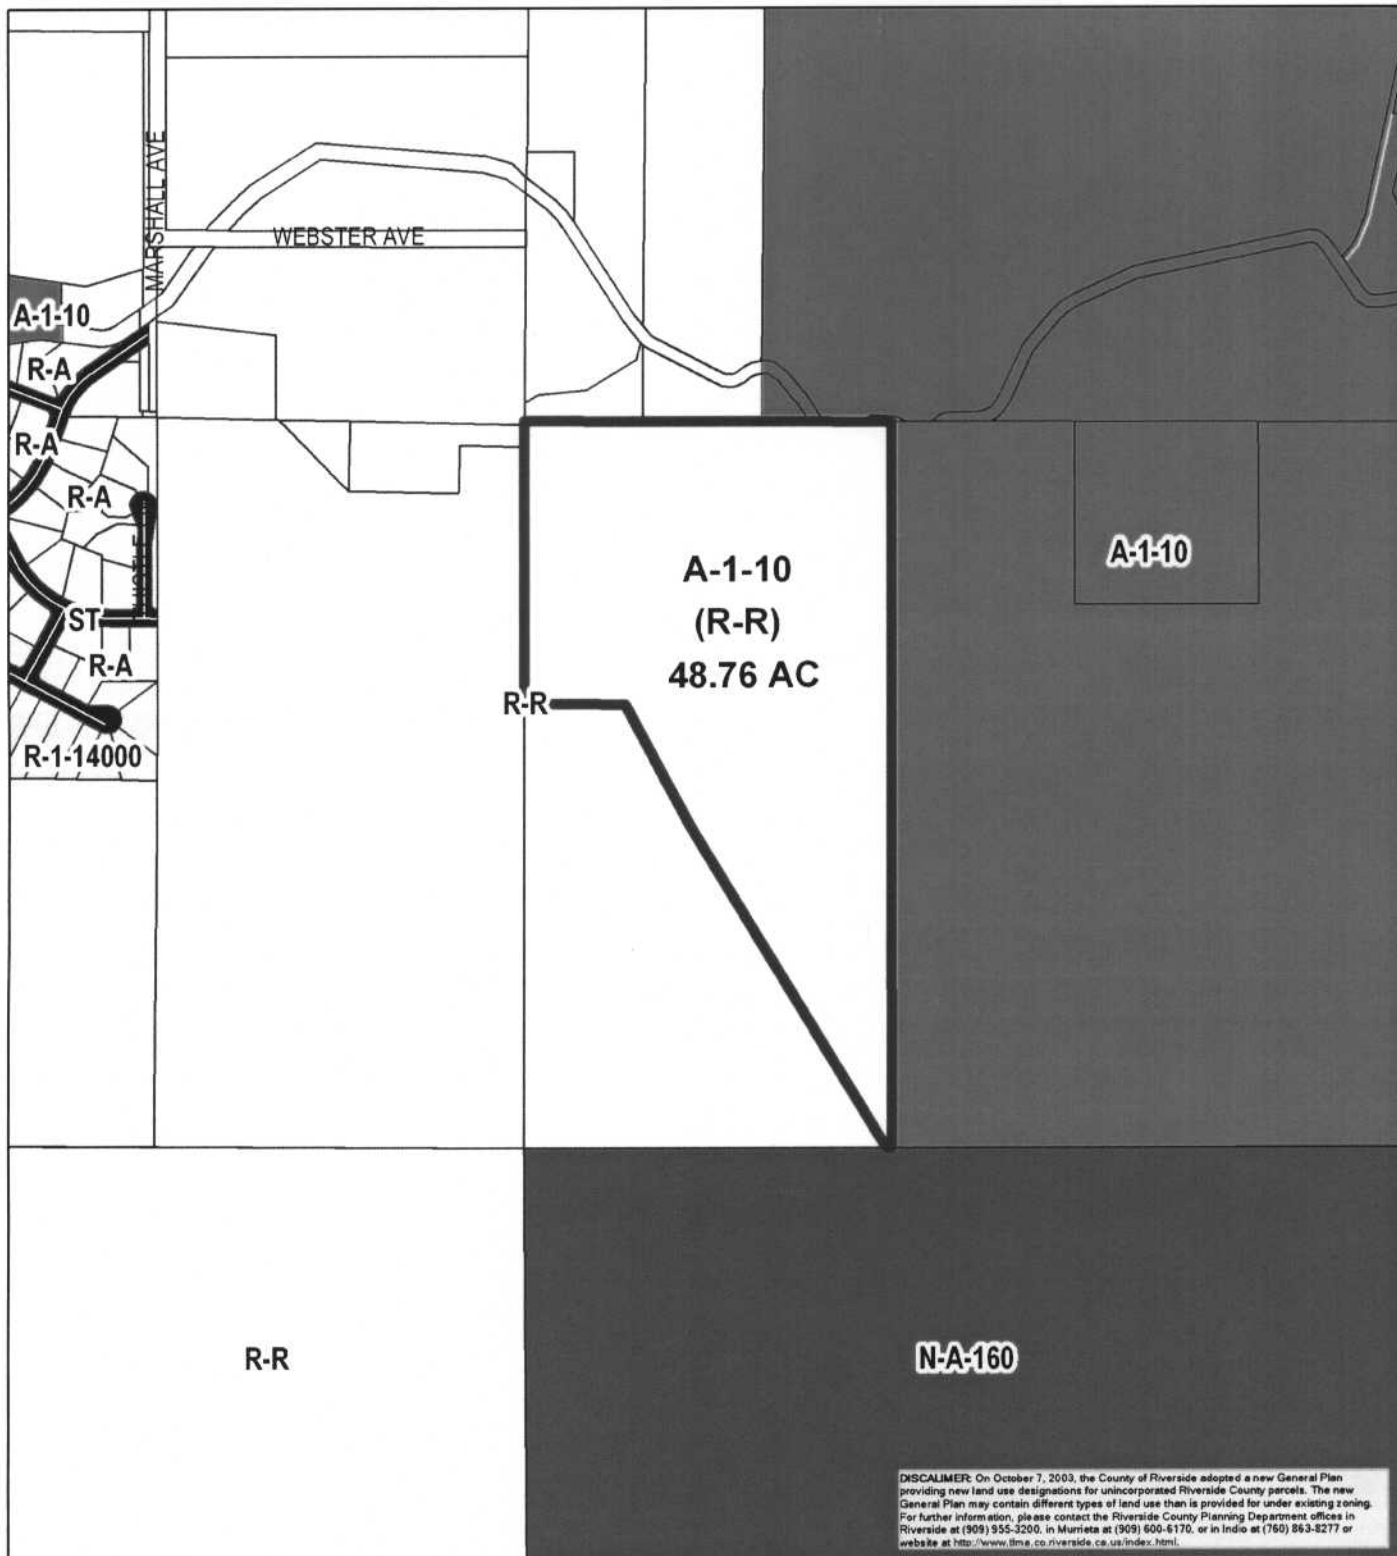 MARSHALL AVE
WEBSTER AVE
A-1-10
R-A
R-A
R-A
ST
R-A
R-1-14000
A-1-10
(R-R)
48.76 AC
A-1-10
R-R
R-R
N-A-160
DISCALIMER: On October 7, 2003, the County of Riverside adopted a new General Plan
providing new land use designations for unincorporated Riverside County parcels. The new
General Plan may contain different types of land use than is provided for under existing zoning.
For further information, please contact the Riverside County Planning Department offices in
Riverside at (909) 955-3200, in Murrieta at (909) 600-6170, or in Indio at (760) 863-8277 or
website at http://www.tlma.co.riverside.ca.us/index.html.